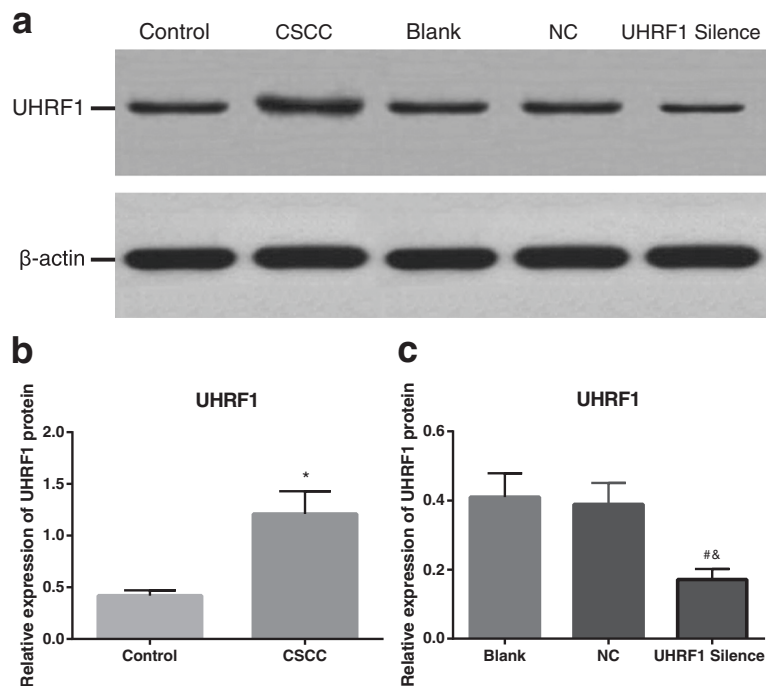 a
Control CSCC Blank NC UHRF1 Silence
UHRF1
β-actin
b
UHRF1
Relative expression of UHRF1 protein
2.0
1.5
1.0
0.5
0.0
*
Control CSCC
c
UHRF1
Relative expression of UHRF1 protein
0.6
0.4
0.2
0.0
#&
Blank NC UHRF1 Silence